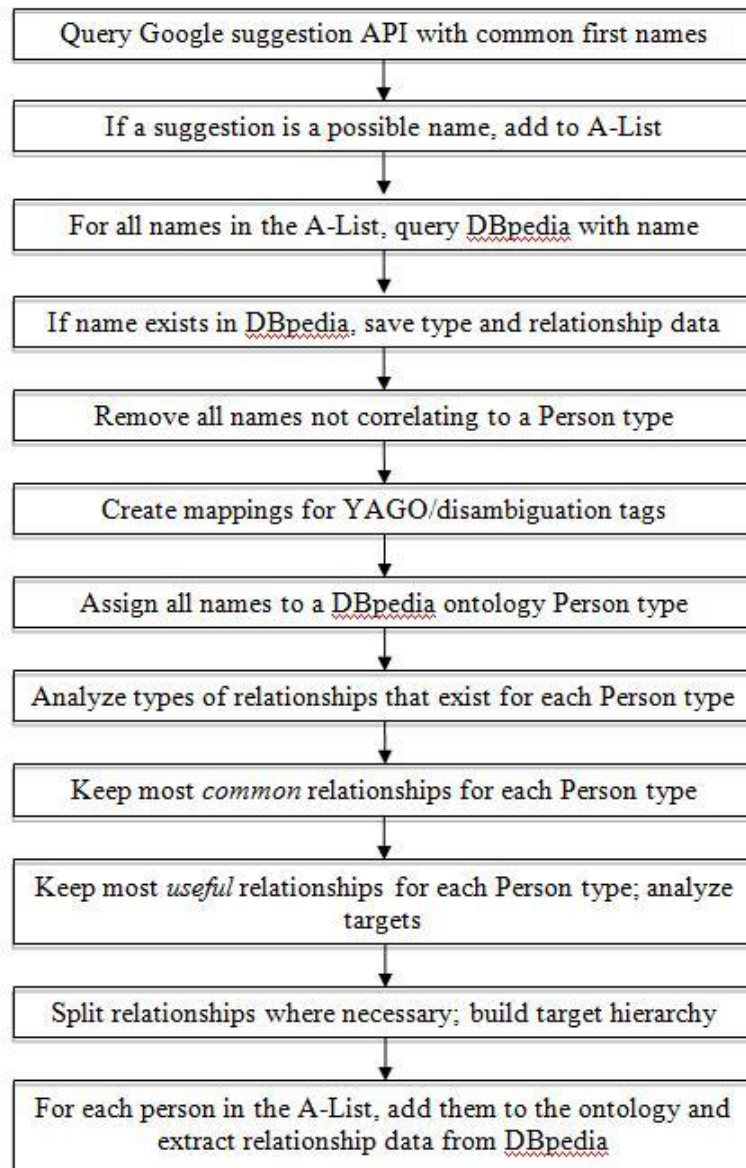 Query Google suggestion API with common first names
If a suggestion is a possible name, add to A-List
For all names in the A-List, query DBpedia with name
If name exists in DBpedia, save type and relationship data
Remove all names not correlating to a Person type
Create mappings for YAGO/disambiguation tags
Assign all names to a DBpedia ontology Person type
Analyze types of relationships that exist for each Person type
Keep most common relationships for each Person type
Keep most useful relationships for each Person type; analyze
targets
Split relationships where necessary; build target hierarchy
For each person in the A-List, add them to the ontology and
extract relationship data from DBpedia